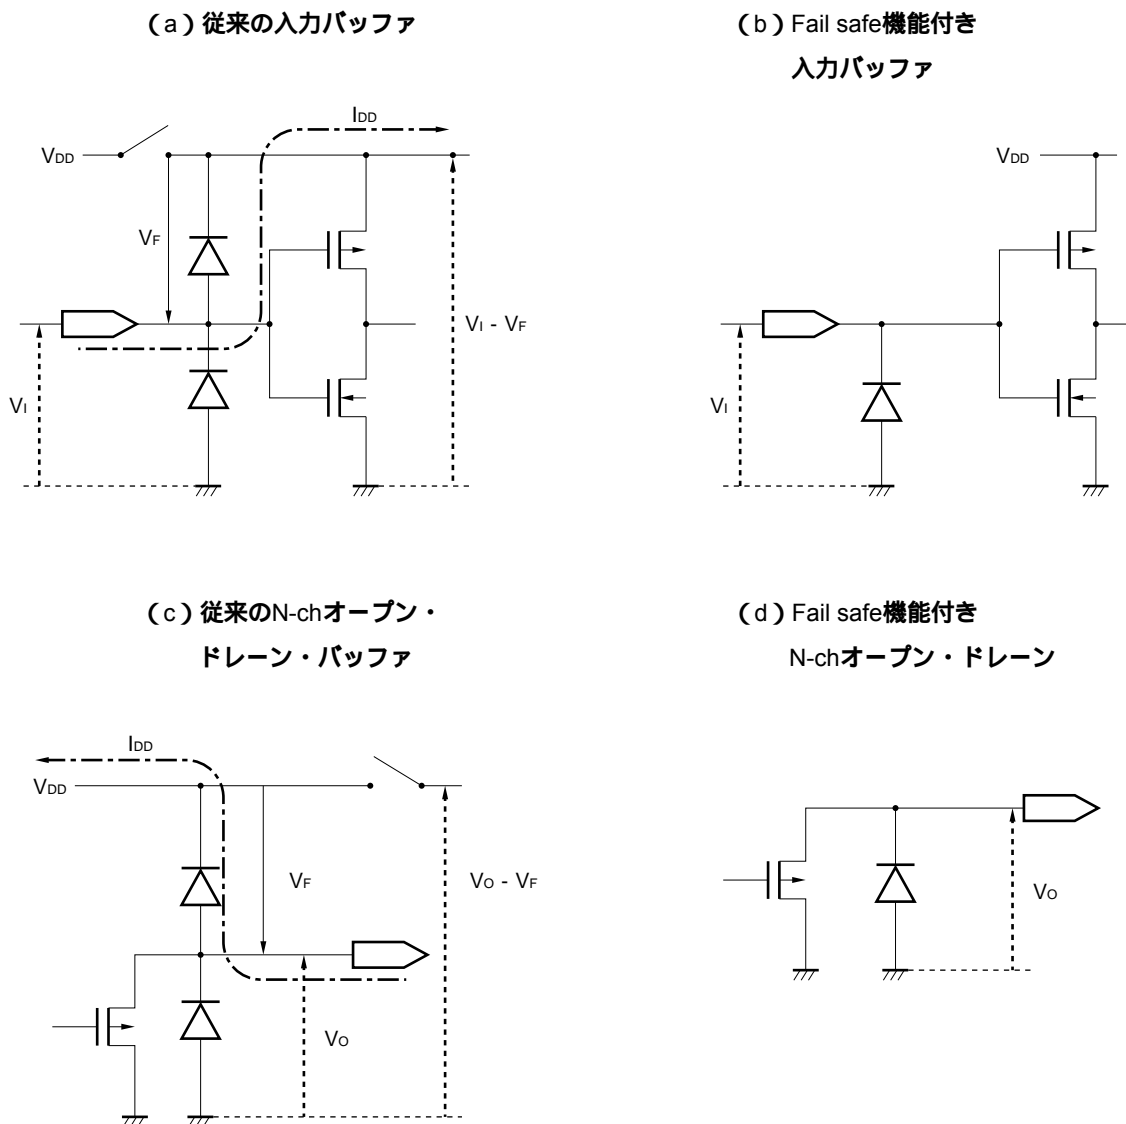 （a）従来の入力バッファ
（b）Fail safe機能付き
入力バッファ
IDD
VDD
VF
VI - VF
VI
VDD
VI
（c）従来のN-chオープン・
ドレーン・バッファ
（d）Fail safe機能付き
N-chオープン・ドレーン
IDD
VDD
VF
VO - VF
VO
VO